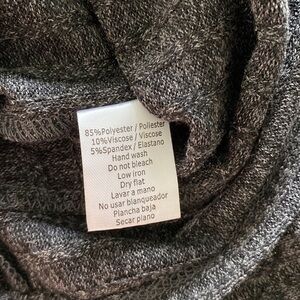 85%Polyester / Poliester
10%Viscose / Viscose
5%Spandex / Elastano
Hand wash
Do not bleach
Low iron
Dry flat
Lavar a mano
No usar blanqueador
Plancha baja
Secar plano